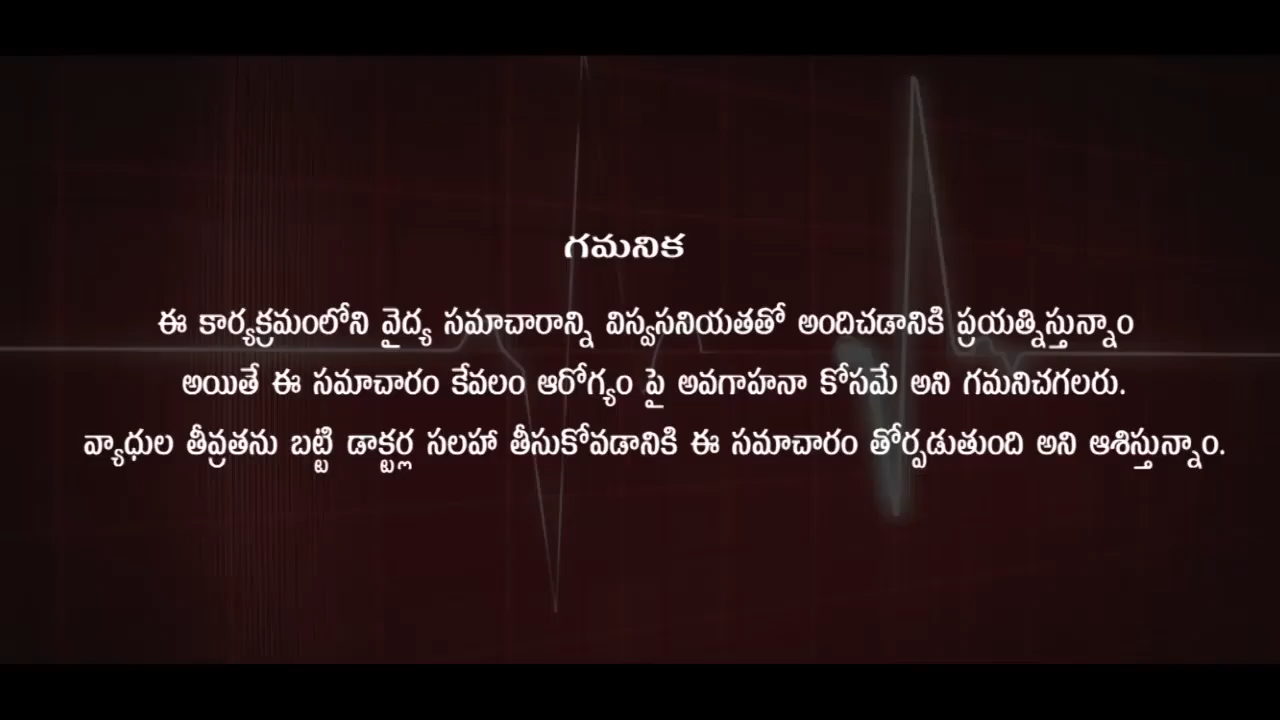 గమనిక
ఈ కార్యక్రమంలోని వైద్య సమాచారాన్ని విస్వసనియతతో అందిచడానికి ప్రయత్నిస్తున్నాం
అయితే ఈ సమాచారం కేవలం ఆరోగ్యం పై అవగాహనా కోసమే అని గమనిచగలరు.
వ్యాధుల తీవ్రతను బట్టి డాక్టర్ల సలహా తీసుకోవడానికి ఈ సమాచారం తోర్పడుతుంది అని ఆశిస్తున్నాం.